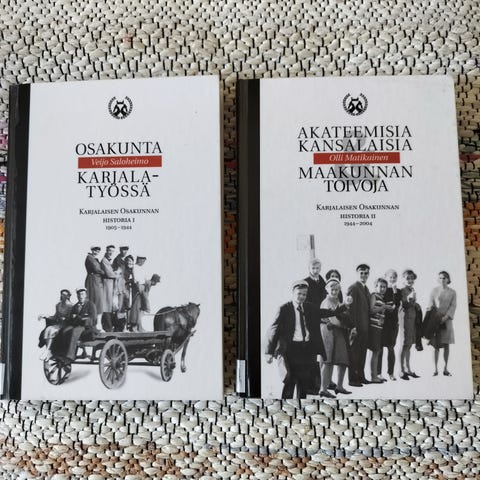 OSAKUNTA
Veijo Saloheimo
KARJALA-
TYÖSSÄ
KARJALAISEN OSAKUNNAN
HISTORIA I
1905–1944
AKATEEMISIA
KANSALAISIA
Olli Matikainen
MAAKUNNAN
TOIVOJA
KARJALAISEN OSAKUNNAN
HISTORIA II
1944–2004